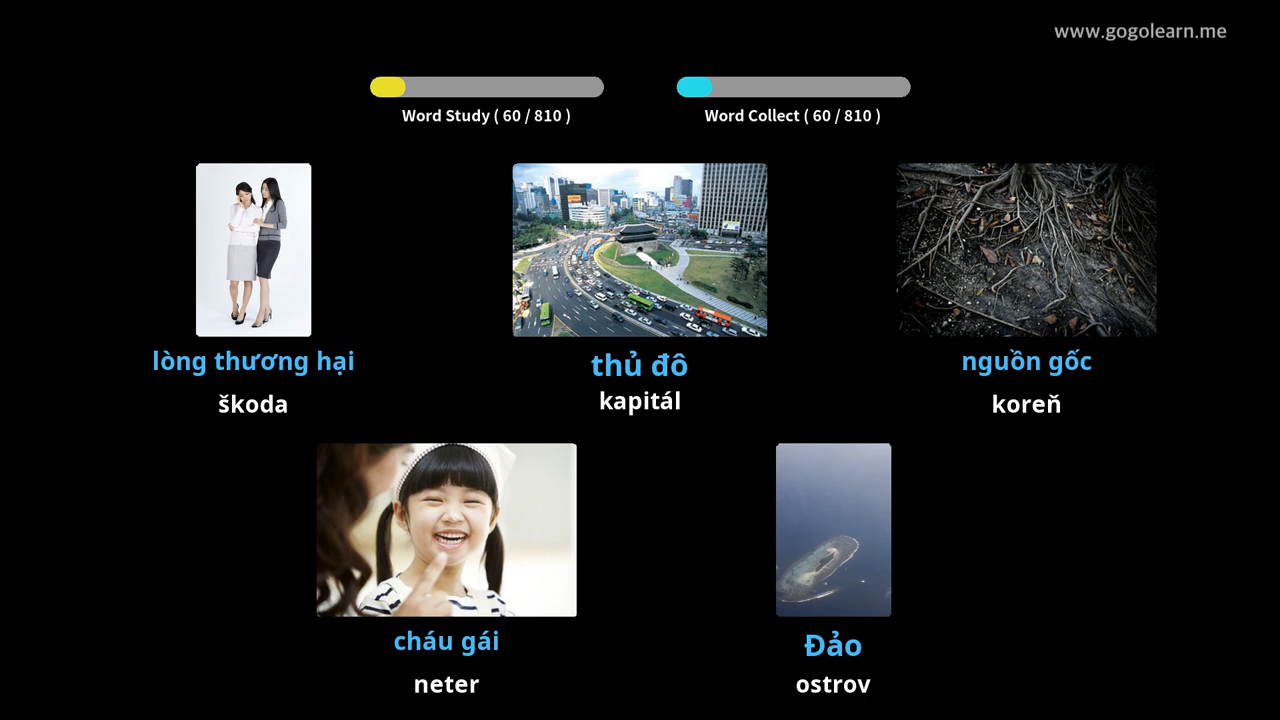 www.gogolearn.me
Word Study ( 60 / 810 )
Word Collect ( 60 / 810 )
lòng thương hại
škoda
thủ đô
kapitál
nguồn gốc
koreň
cháu gái
neter
Đảo
ostrov